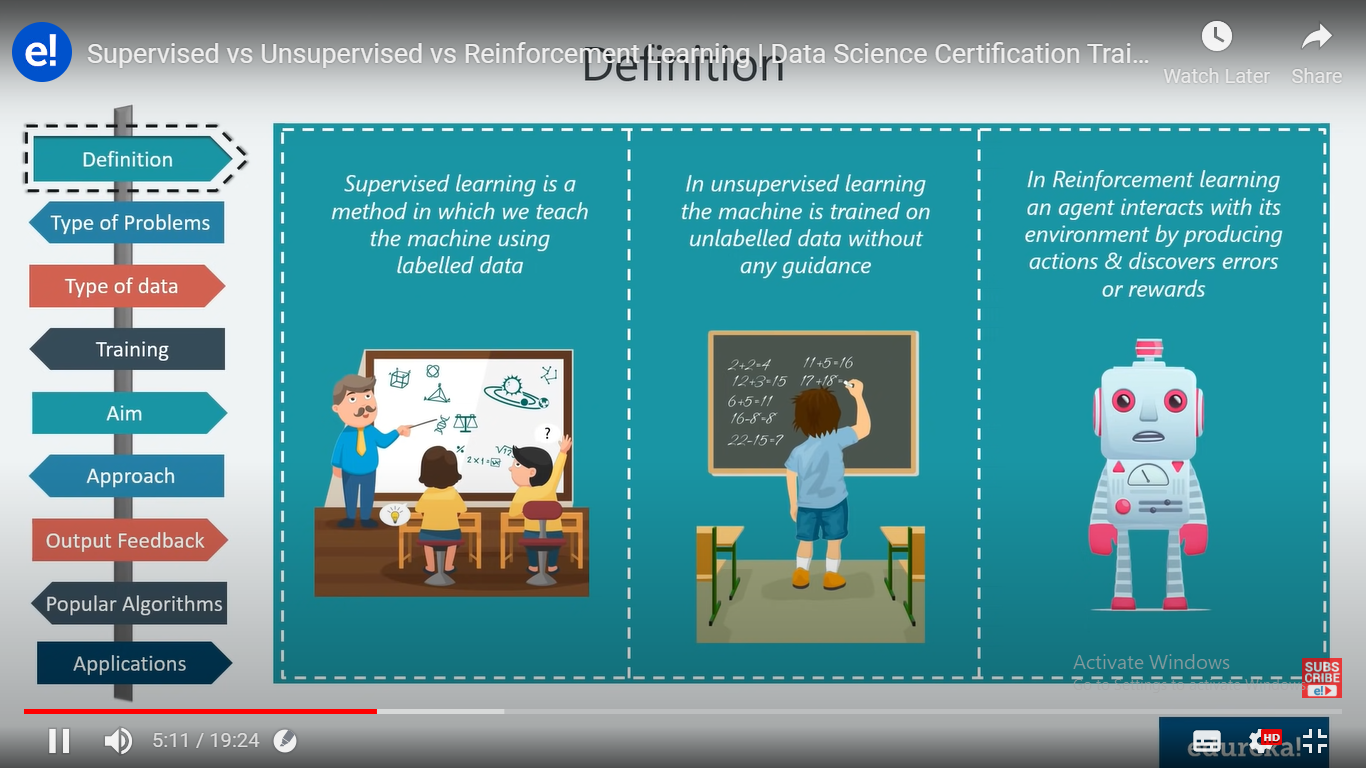 e!
Supervised vs Unsupervised vs Reinforcement Learning | Data Science Certification Trai...
Watch Later
Share
Definition
Definition
Type of Problems
Type of data
Training
Aim
Approach
Output Feedback
Popular Algorithms
Applications
Supervised learning is a
method in which we teach
the machine using
labelled data
?
2x1=
In unsupervised learning
the machine is trained on
unlabelled data without
any guidance
2+2=4
11+5=16
12+3=15
17+18=
6+5=11
16-8=8
22-15=7
In Reinforcement learning
an agent interacts with its
environment by producing
actions & discovers errors
or rewards
Activate Windows
Go to Settings to activate Windows.
SUBS
CRIBE
e!
5:11 / 19:24
HD
edureka!